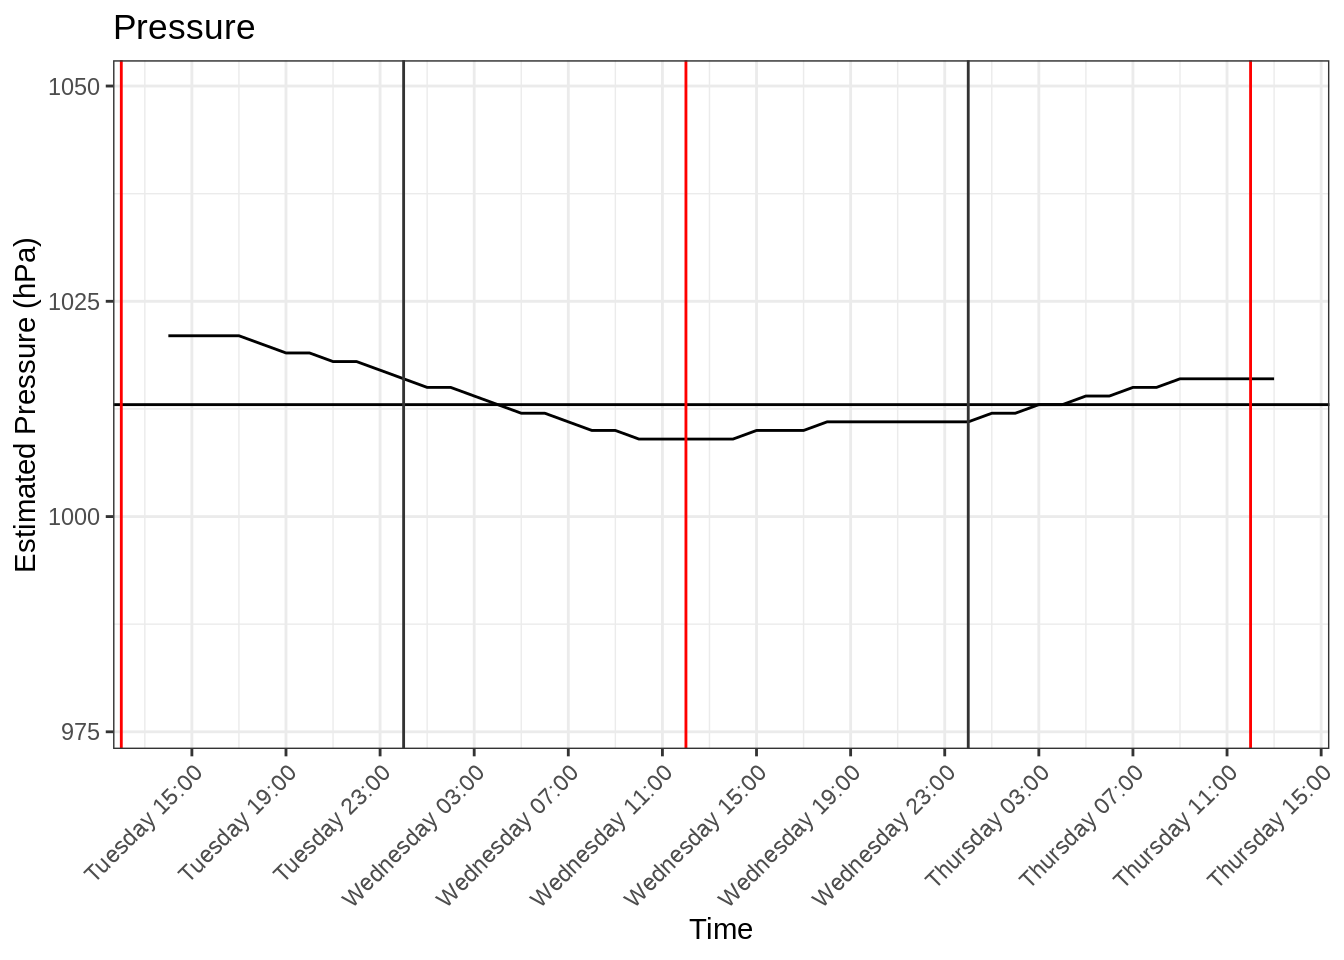 Pressure
Estimated Pressure (hPa)
1050
1025
1000
975
Tuesday 15:00
Tuesday 19:00
Tuesday 23:00
Wednesday 03:00
Wednesday 07:00
Wednesday 11:00
Wednesday 15:00
Wednesday 19:00
Wednesday 23:00
Thursday 03:00
Thursday 07:00
Thursday 11:00
Thursday 15:00
Time